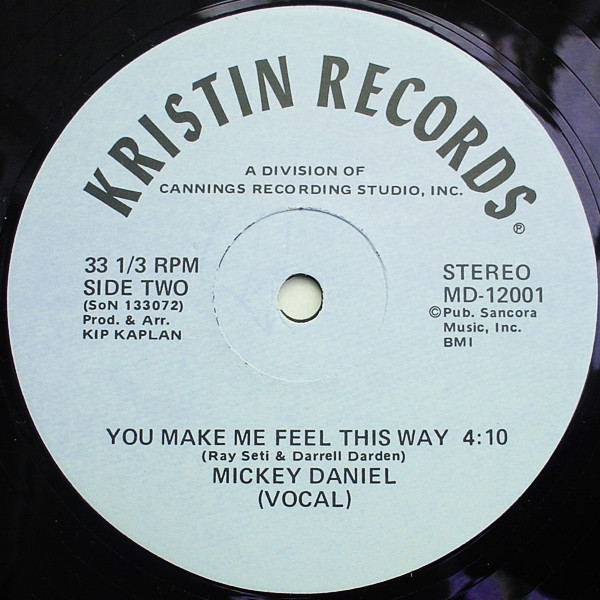 KRISTIN RECORDS
℗
A DIVISION OF
CANNINGS RECORDING STUDIO, INC.
33 1/3 RPM
SIDE TWO
(SoN 133072)
Prod. & Arr.
KIP KAPLAN
STEREO
MD-12001
©Pub. Sancora
Music, Inc.
BMI
YOU MAKE ME FEEL THIS WAY 4:10
(Ray Seti & Darrell Darden)
MICKEY DANIEL
(VOCAL)